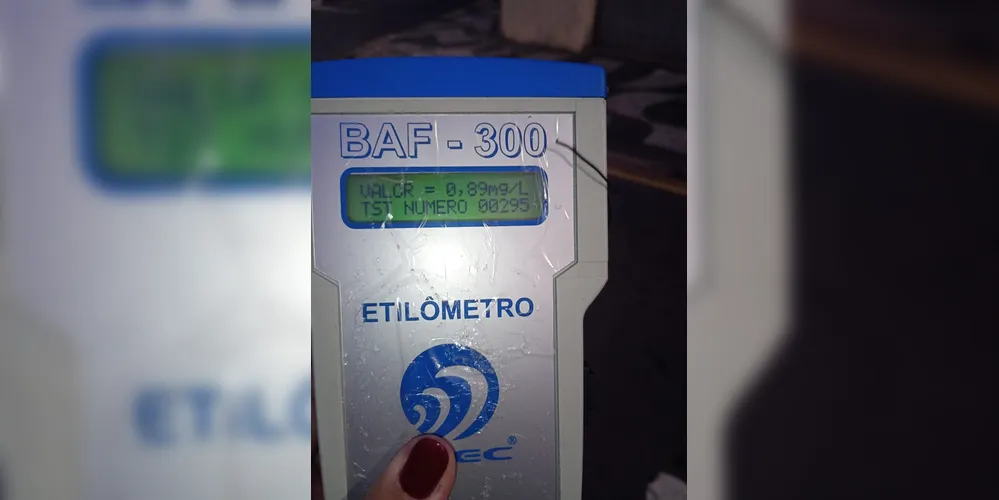 BAF - 300
VALOR = 0,89mg/L
TST NUMERO 00295
ETILÔMETRO